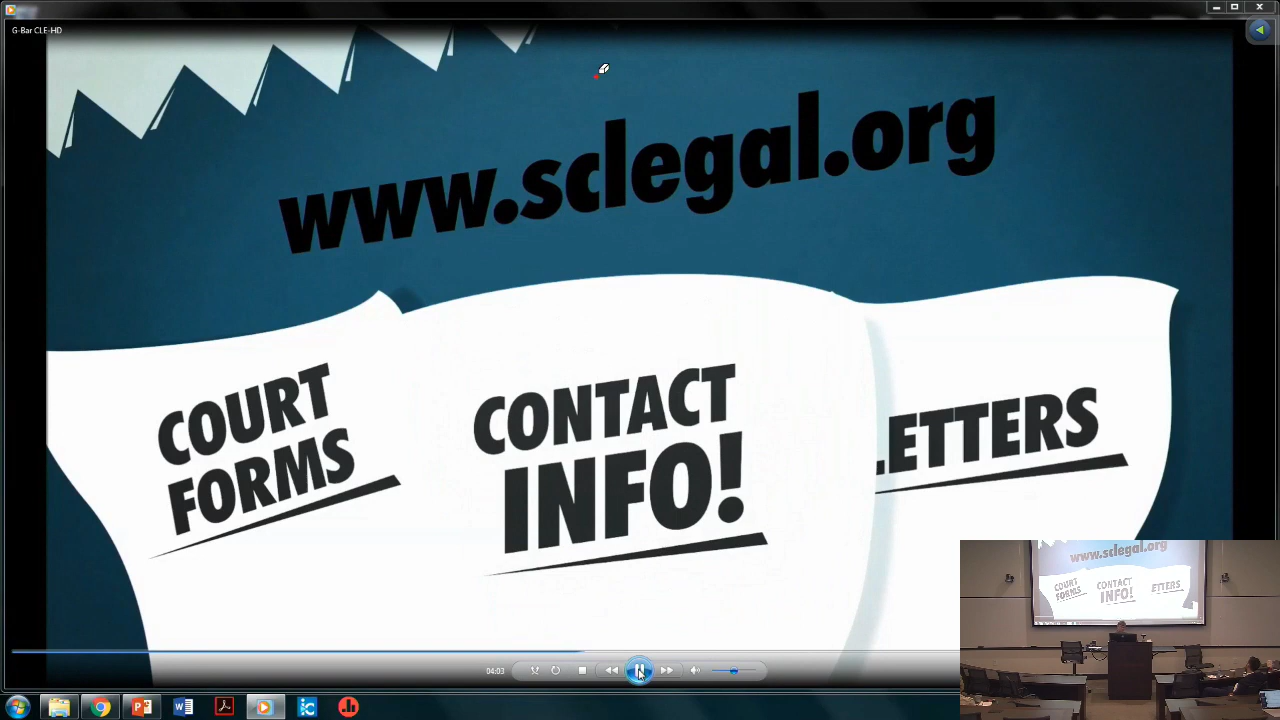 G-Bar CLE-HD
www.sclegal.org
COURT
FORMS
CONTACT
INFO!
LETTERS
04:03
www.sclegal.org
COURT
FORMS
CONTACT
INFO!
ETTERS